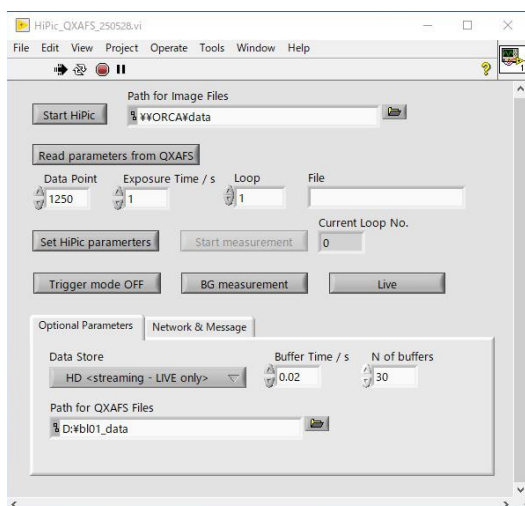 HiPic_QXAFS_250528.vi
File Edit View Project Operate Tools Window Help
Path for Image Files
Start HiPic ¥¥ORCA¥data
Read parameters from QXAFS
Data Point Exposure Time / s Loop File
1250 1 1
Current Loop No.
Set HiPic paramerters Start measurement 0
Trigger mode OFF BG measurement Live
Optional Parameters Network & Message
Data Store Buffer Time / s N of buffers
HD <streaming - LIVE only> 0.02 30
Path for QXAFS Files
D:¥bl01_data